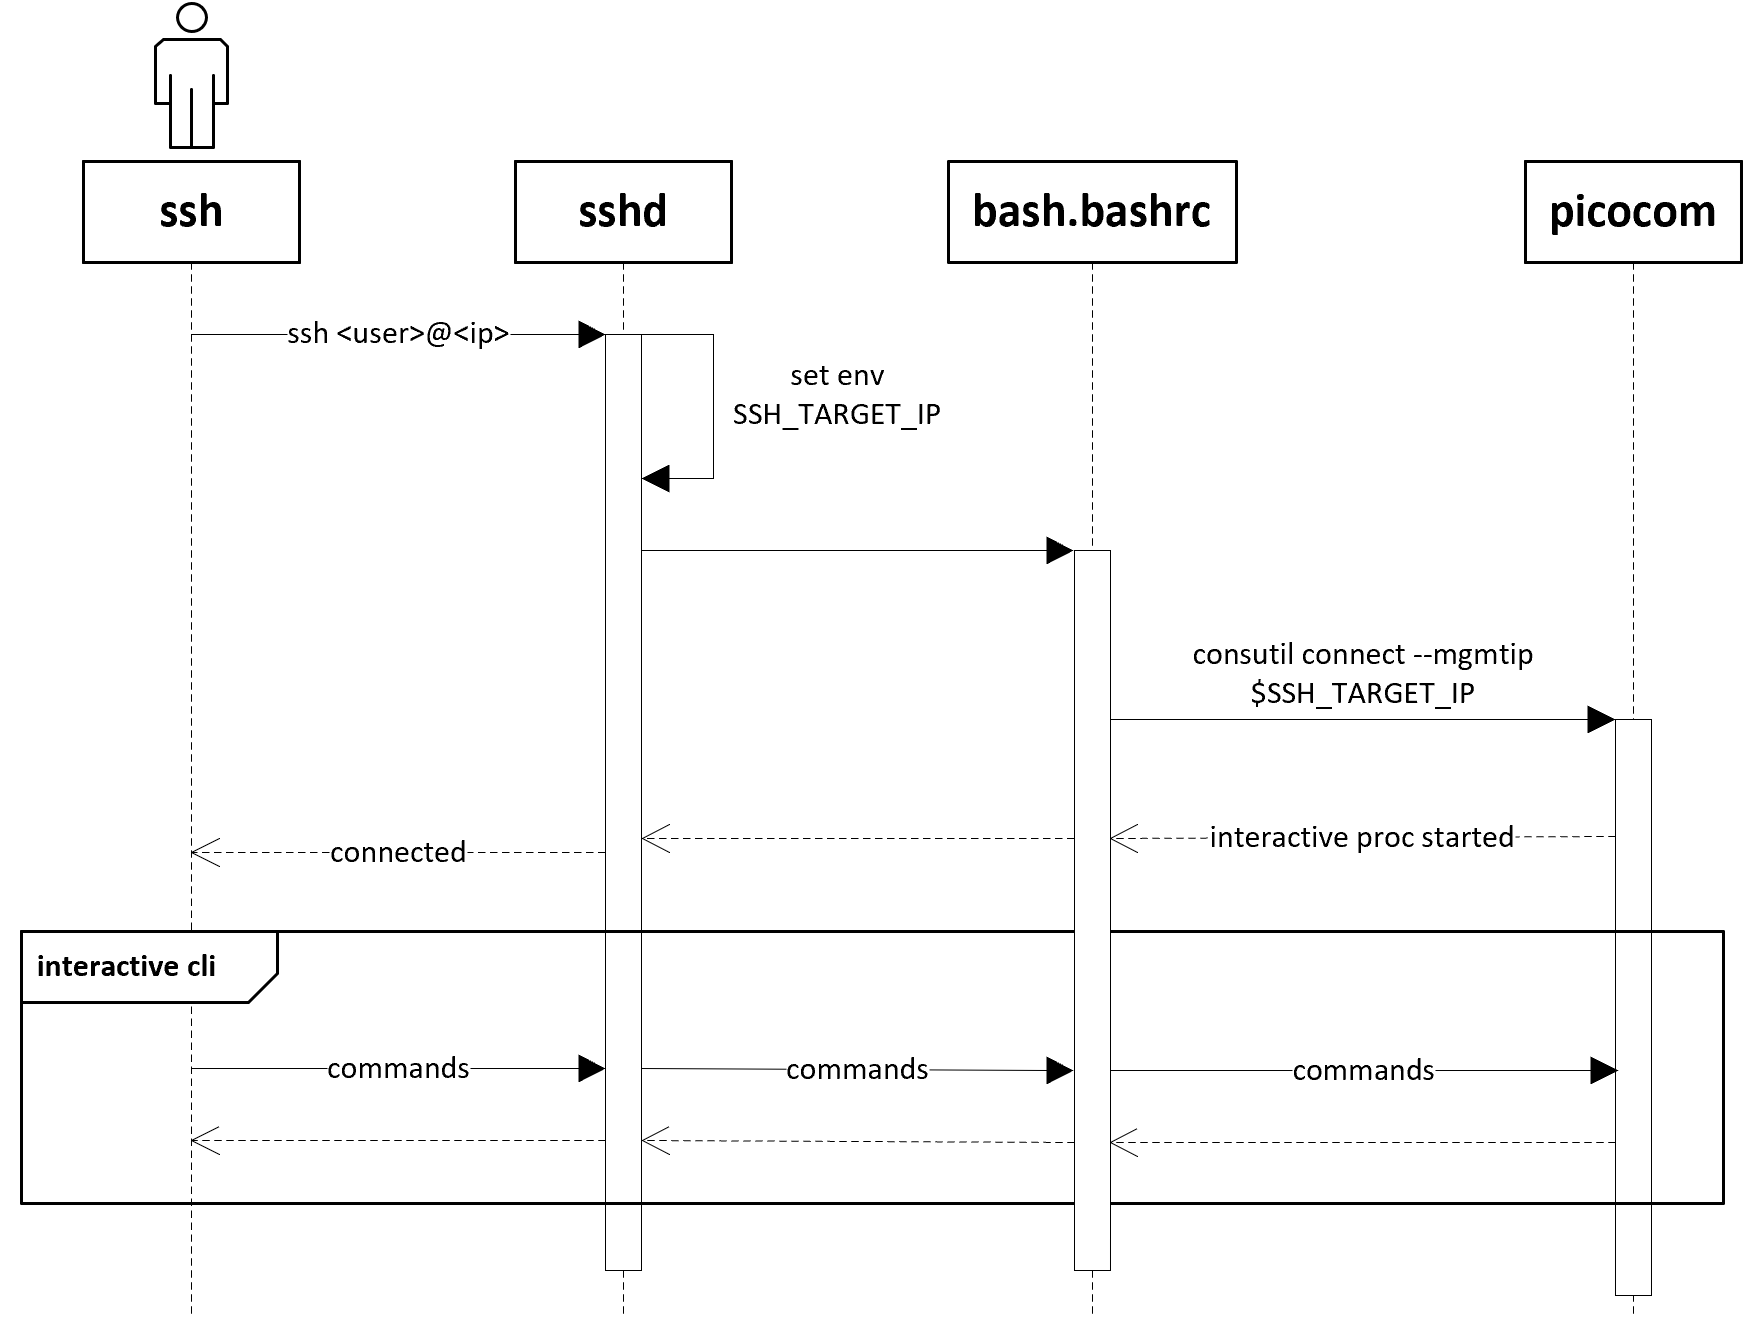 ssh
sshd
bash.bashrc
picocom
ssh <user>@<ip>
set env
SSH_TARGET_IP
consutil connect --mgmtip
$SSH_TARGET_IP
interactive proc started
connected
interactive cli
commands
commands
commands